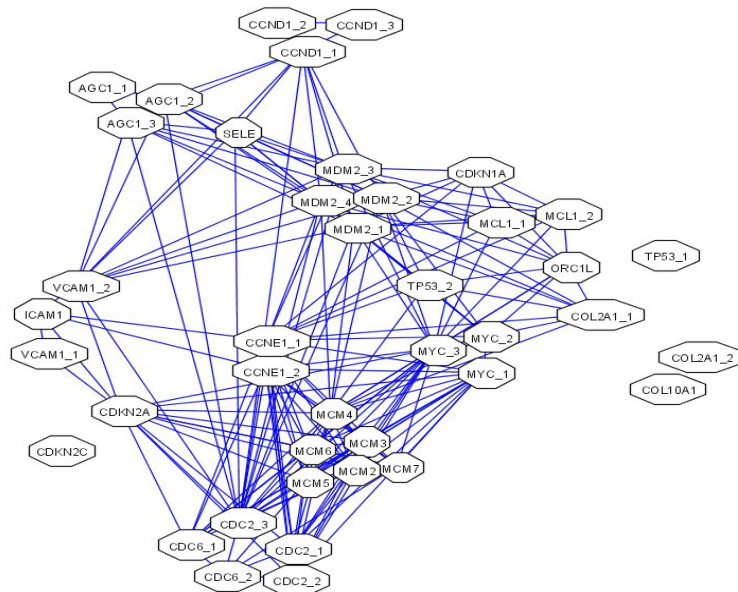 CCND1_2
CCND1_3
CCND1_1
AGC1_1
AGC1_2
AGC1_3
SELE
MDM2_3
CDKN1A
MDM2_4
MDM2_2
MCL1_1
MCL1_2
MDM2_1
TP53_1
ORC1L
VCAM1_2
TP53_2
ICAM1
COL2A1_1
VCAM1_1
CCNE1_1
MYC_2
MYC_3
COL2A1_2
CCNE1_2
MYC_1
COL10A1
CDKN2A
MCM4
CDKN2C
MCM6
MCM3
MCM2
MCM7
MCM5
CDC2_3
CDC6_1
CDC2_1
CDC6_2
CDC2_2